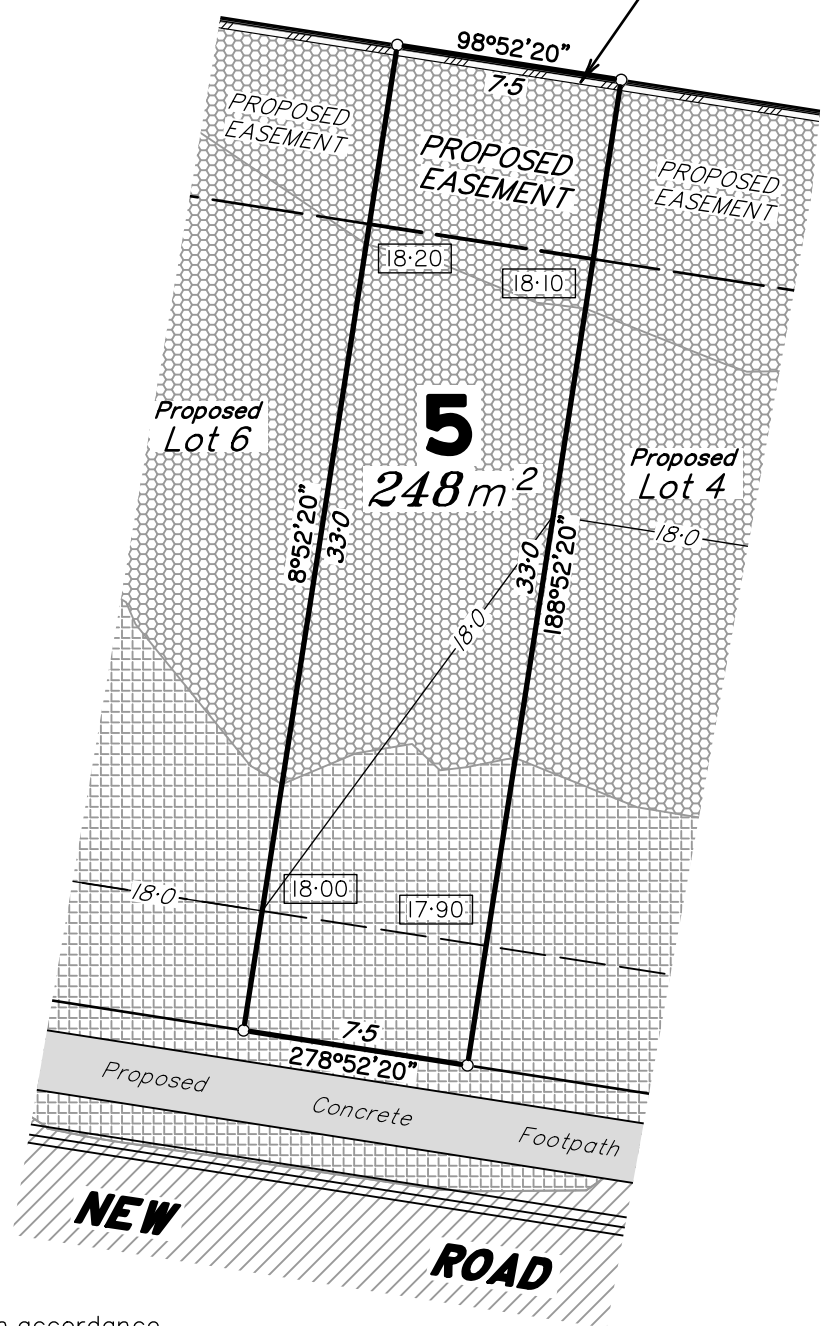 98°52'20"
7·5
PROPOSED
EASEMENT
PROPOSED
EASEMENT
PROPOSED
EASEMENT
18·20
18·10
5
248m²
Proposed
Lot 6
Proposed
Lot 4
8°52'20"
33·0
33·0
188°52'20"
18·0
18·0
18·0
18·00
17·90
7·5
278°52'20"
Proposed Concrete Footpath
NEW ROAD
accordance